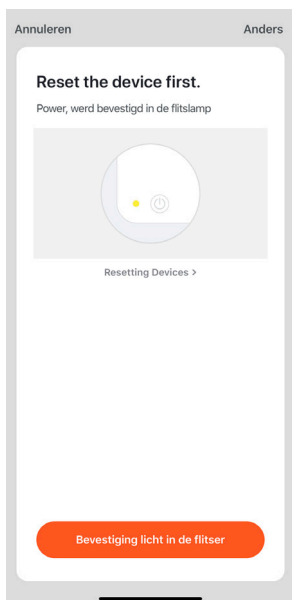 Annuleren Anders
Reset the device first.
Power, werd bevestigd in de flitslamp
Resetting Devices >
Bevestiging licht in de flitser